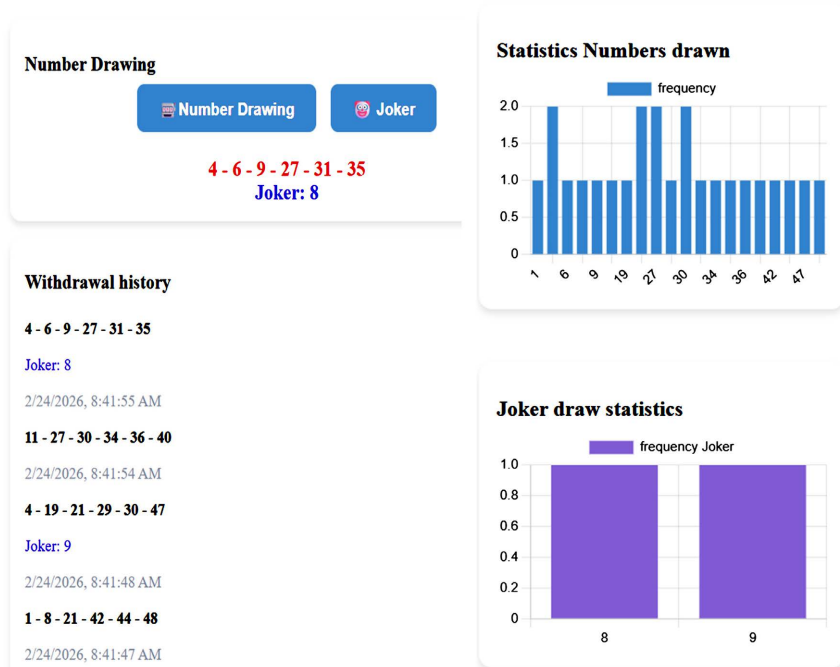 Number Drawing
🎰 Number Drawing
🤡 Joker
4 - 6 - 9 - 27 - 31 - 35
Joker: 8
Withdrawal history
4 - 6 - 9 - 27 - 31 - 35
Joker: 8
2/24/2026, 8:41:55 AM
11 - 27 - 30 - 34 - 36 - 40
2/24/2026, 8:41:54 AM
4 - 19 - 21 - 29 - 30 - 47
Joker: 9
2/24/2026, 8:41:48 AM
1 - 8 - 21 - 42 - 44 - 48
2/24/2026, 8:41:47 AM
Statistics Numbers drawn
frequency
2.0
1.5
1.0
0.5
0
1 6 9 19 27 30 34 36 42 47
Joker draw statistics
frequency Joker
1.0
0.8
0.6
0.4
0.2
0
8 9